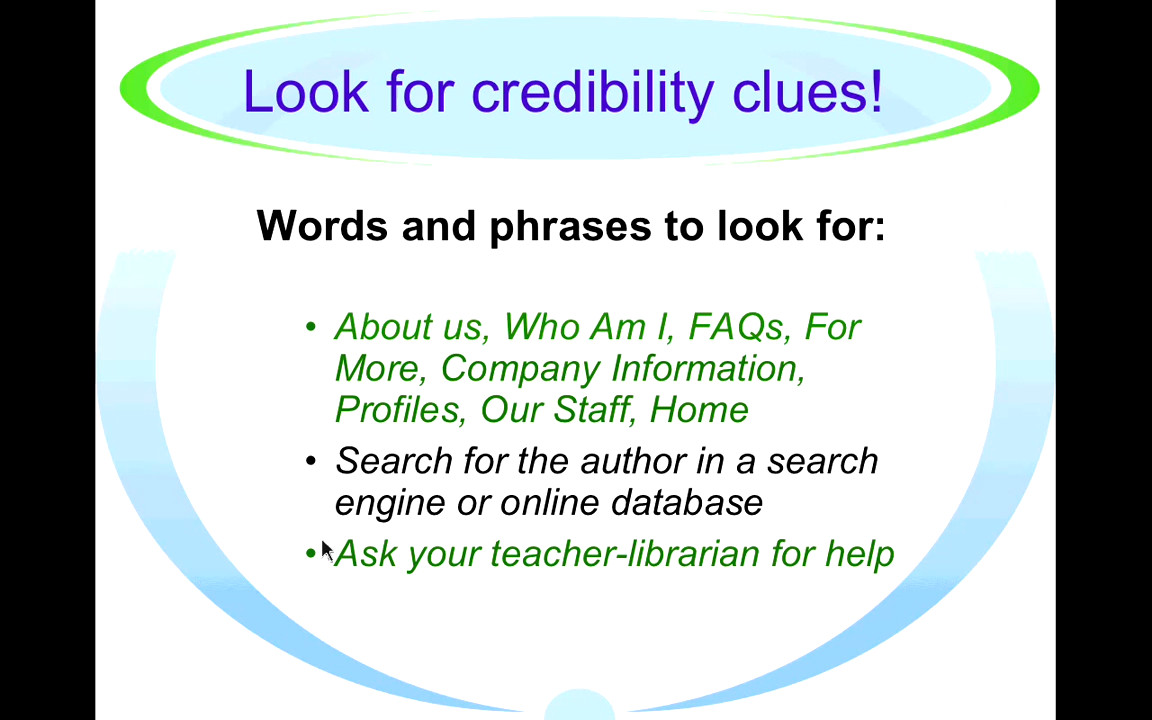 Look for credibility clues!
Words and phrases to look for:
• About us, Who Am I, FAQs, For
More, Company Information,
Profiles, Our Staff, Home
• Search for the author in a search
engine or online database
• Ask your teacher-librarian for help